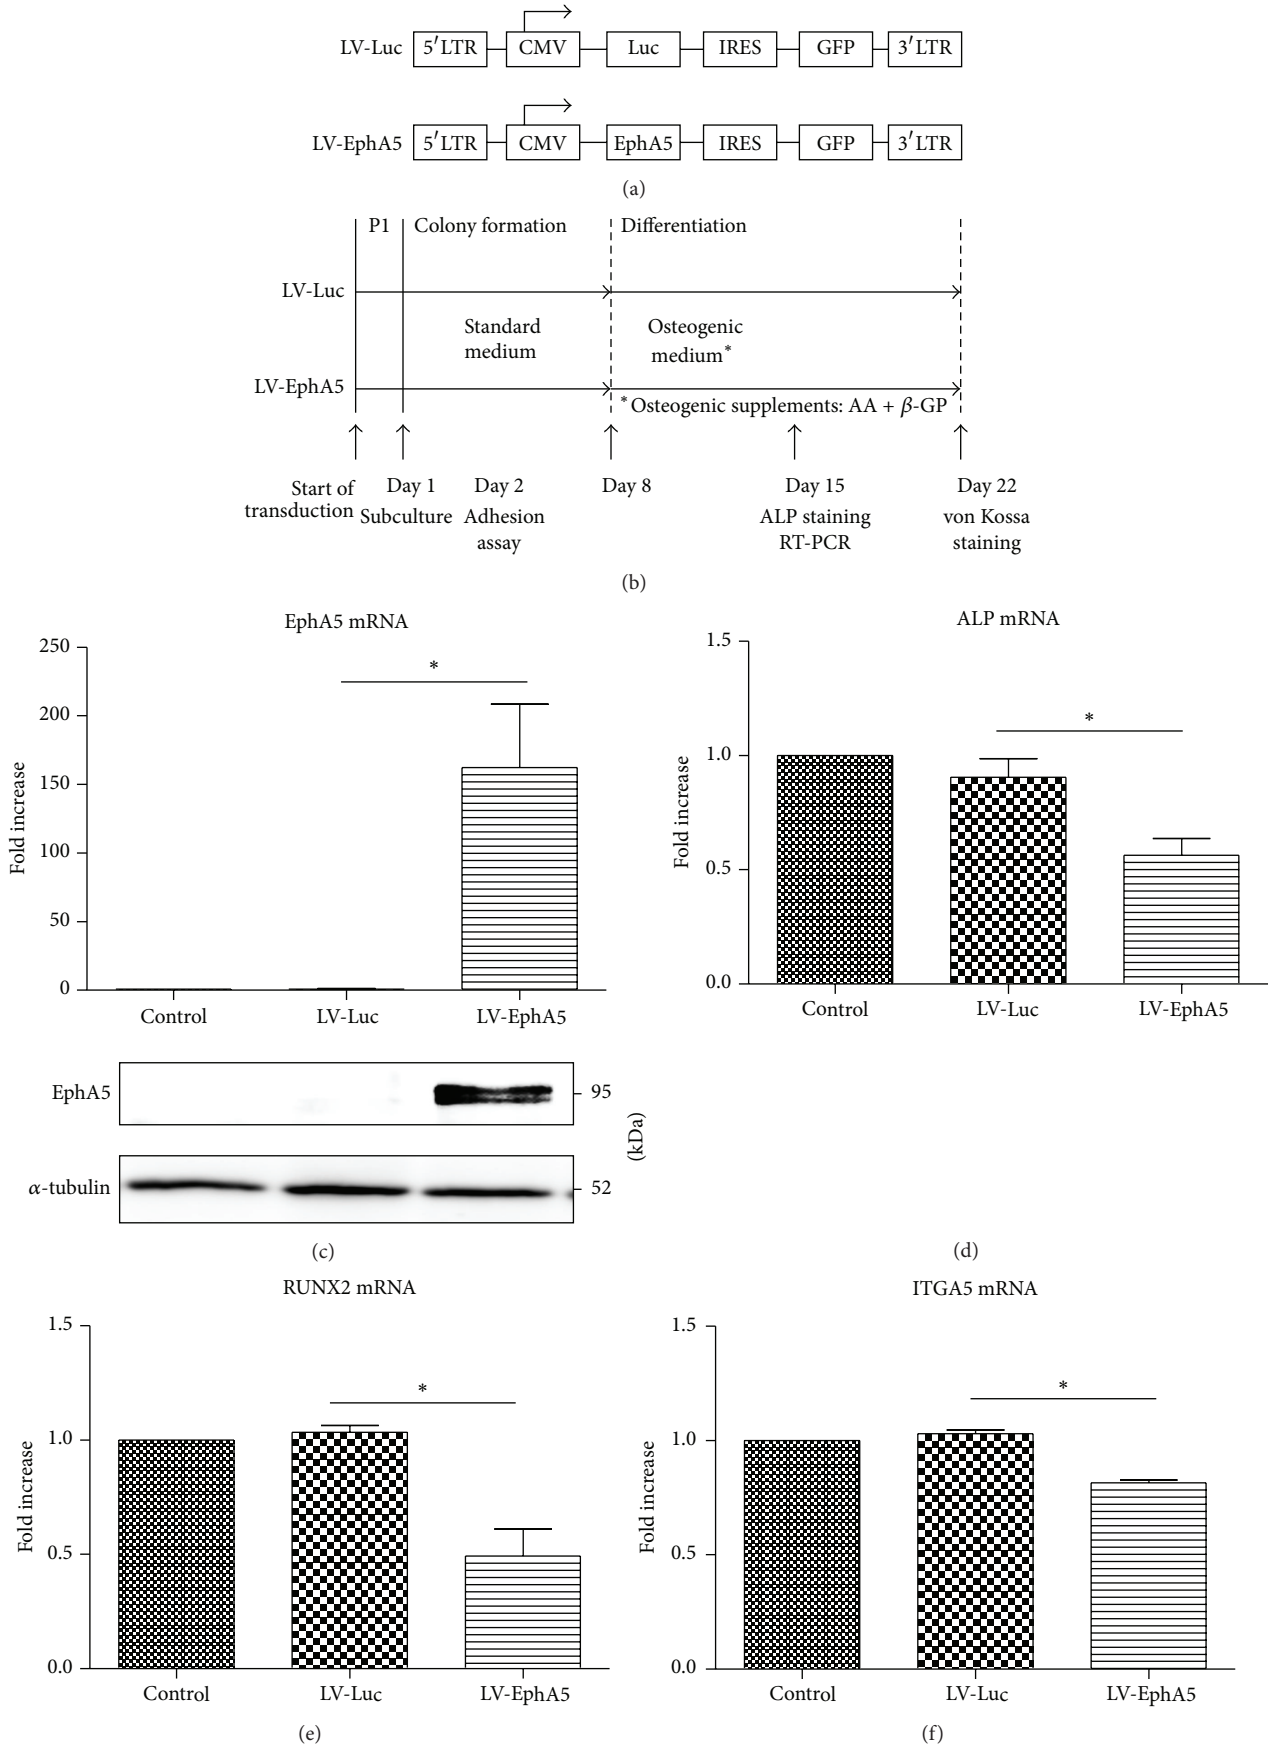 LV-Luc 5′LTR CMV Luc IRES GFP 3′LTR
LV-EphA5 5′LTR CMV EphA5 IRES GFP 3′LTR
(a)
P1 Colony formation Differentiation
LV-Luc
Standard medium
Osteogenic medium*
LV-EphA5
*Osteogenic supplements: AA + β-GP
Start of transduction
Day 1
Subculture
Day 2
Adhesion assay
Day 8
Day 15
ALP staining
RT-PCR
Day 22
von Kossa staining
(b)
EphA5 mRNA
Fold increase
250
200
150
100
50
0
*
Control LV-Luc LV-EphA5
EphA5 95
α-tubulin 52
(kDa)
(c)
ALP mRNA
Fold increase
1.5
1.0
0.5
0.0
*
Control LV-Luc LV-EphA5
(d)
RUNX2 mRNA
Fold increase
1.5
1.0
0.5
0.0
*
Control LV-Luc LV-EphA5
(e)
ITGA5 mRNA
Fold increase
1.5
1.0
0.5
0.0
*
Control LV-Luc LV-EphA5
(f)